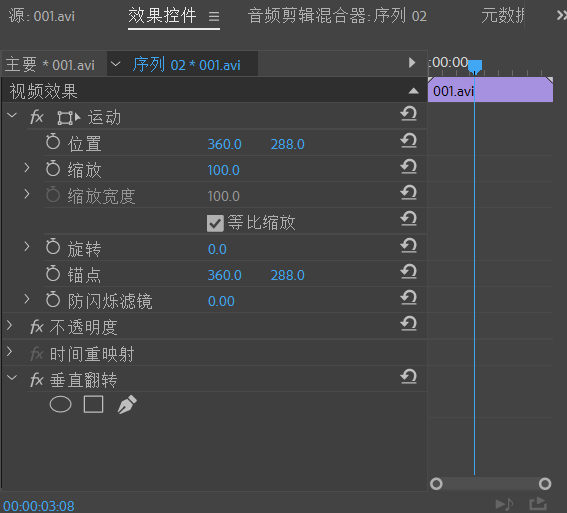 源: 001.avi 效果控件 音频剪辑混合器: 序列 02 元数据
主要 * 001.avi 序列 02 * 001.avi
:00:00
视频效果 001.avi
fx 运动
位置 360.0 288.0
缩放 100.0
缩放宽度 100.0
等比缩放
旋转 0.0
锚点 360.0 288.0
防闪烁滤镜 0.00
fx 不透明度
fx 时间重映射
fx 垂直翻转
00:00:03:08